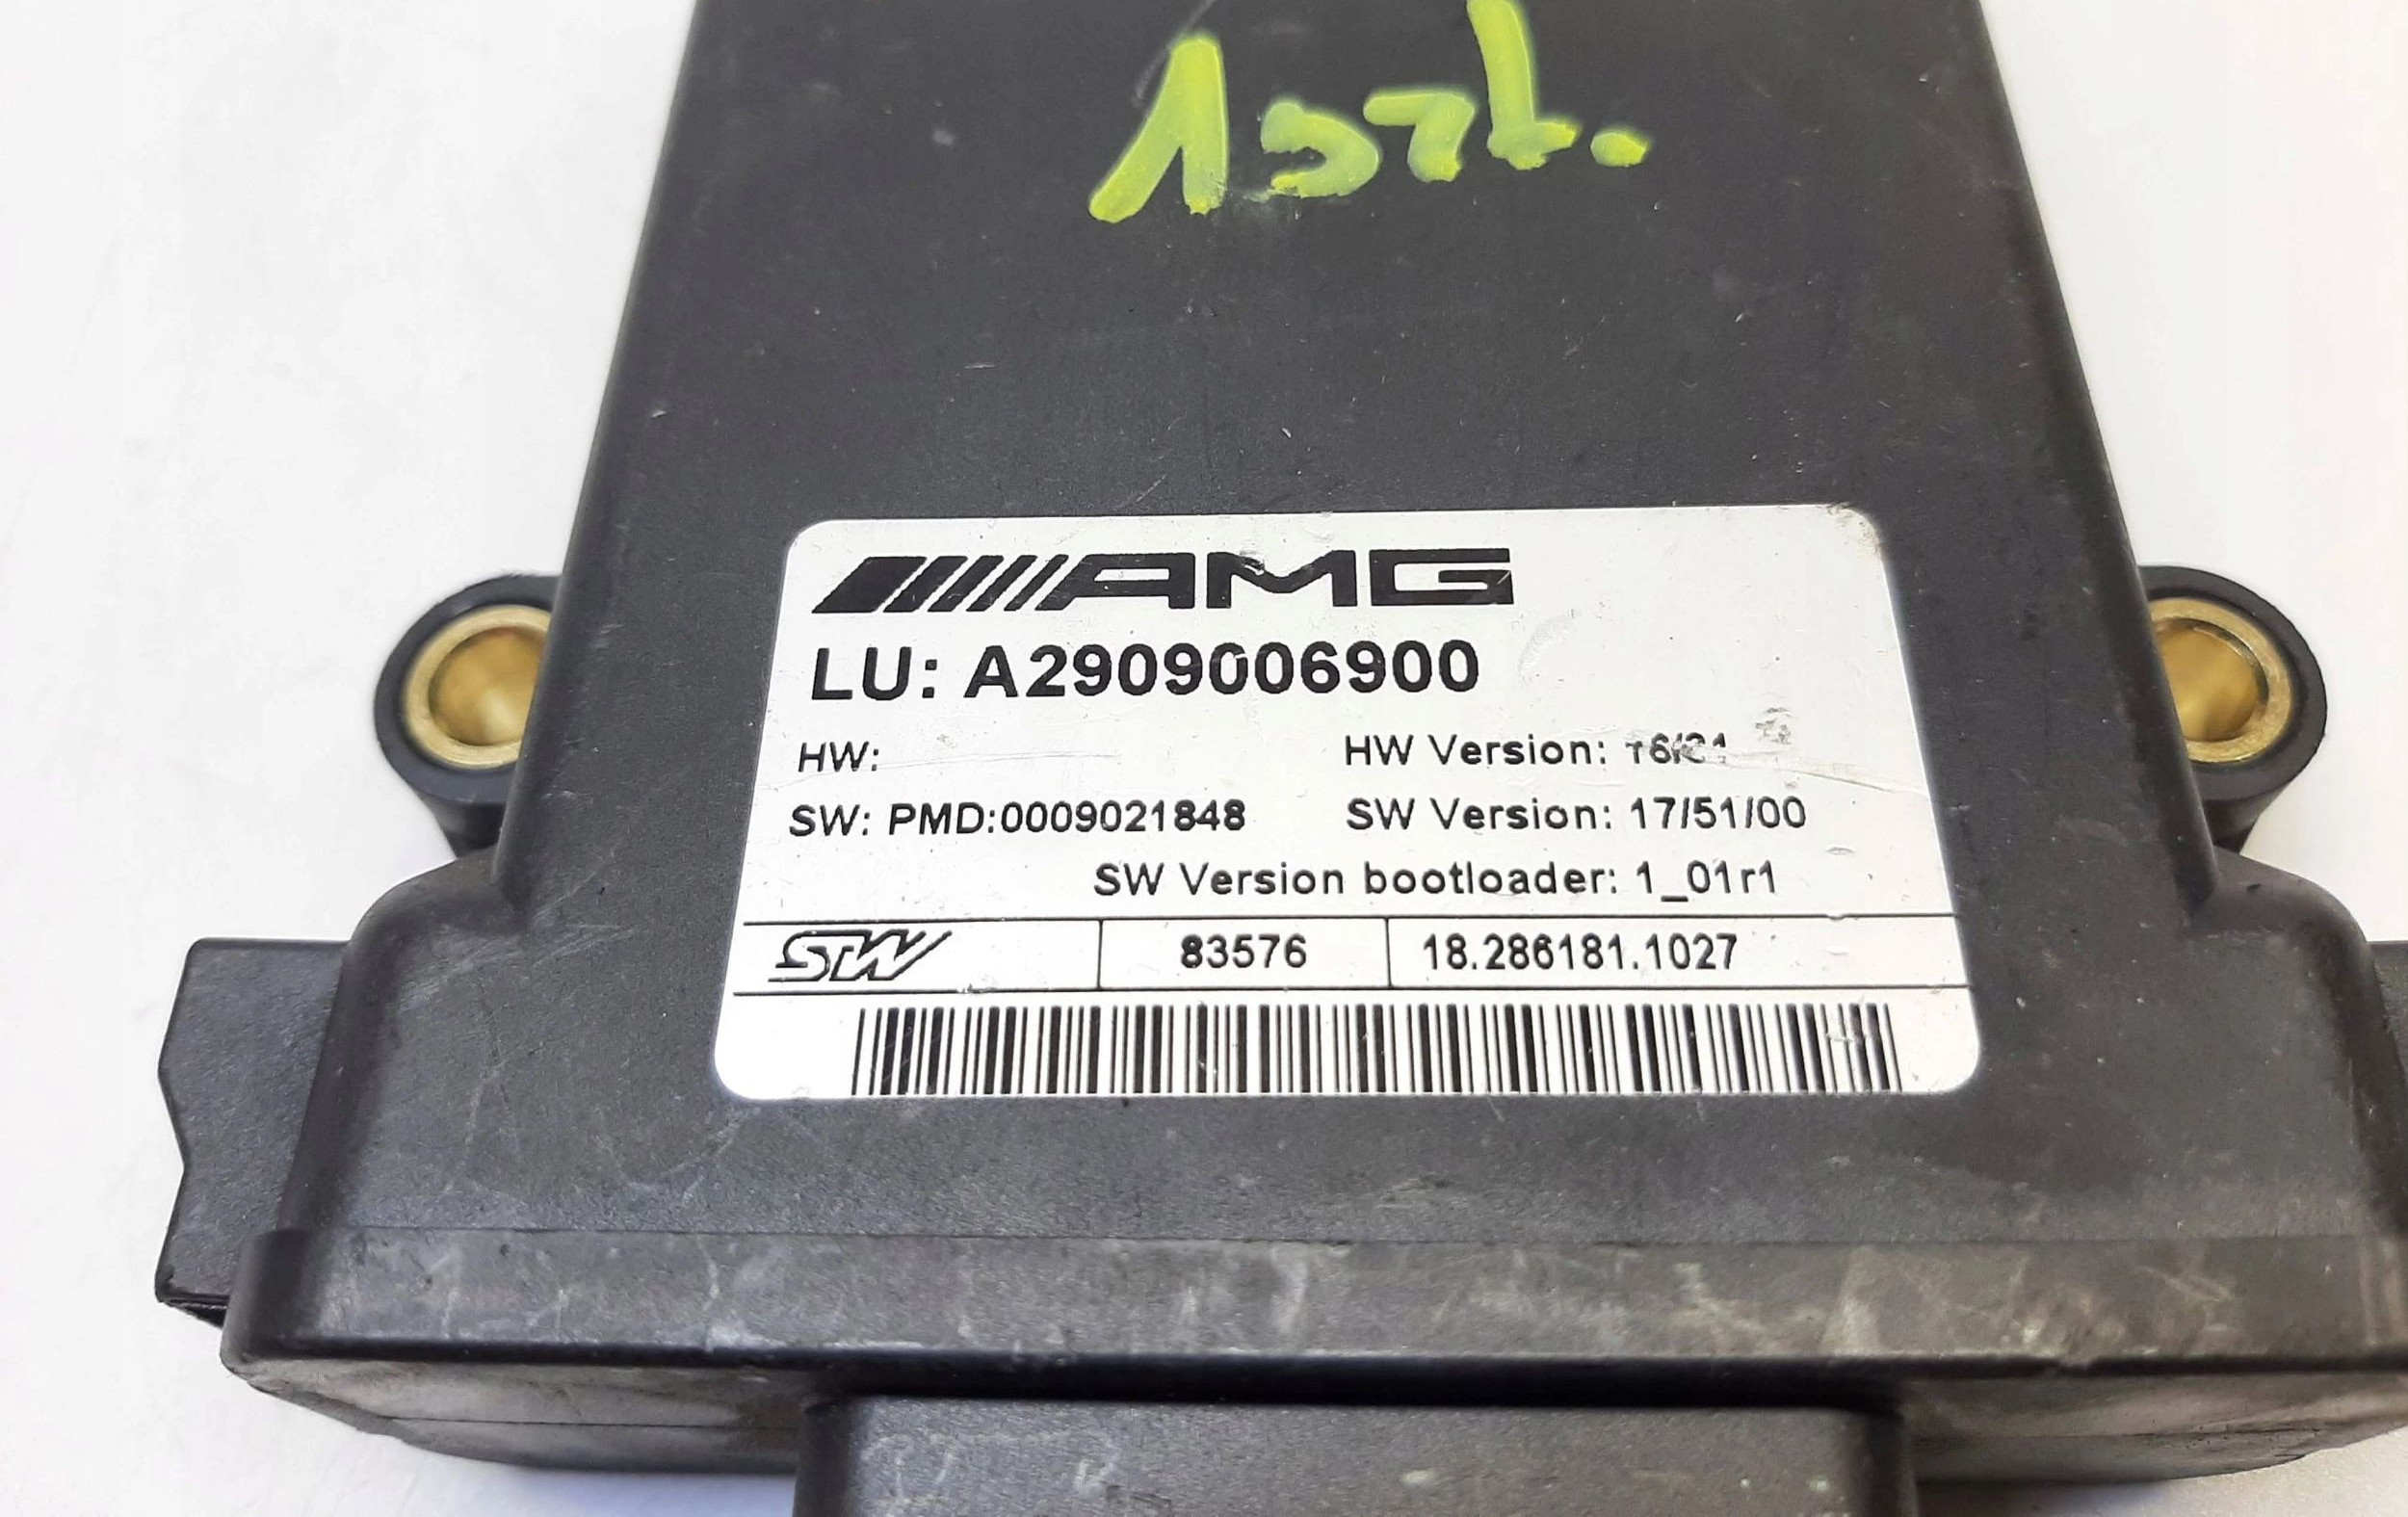 1szt.
AMG
LU: A2909006900
HW: HW Version:
SW: PMD:0009021848 SW Version: 17/51/00
SW Version bootloader: 1_01r1
STW 83576 18.286181.1027